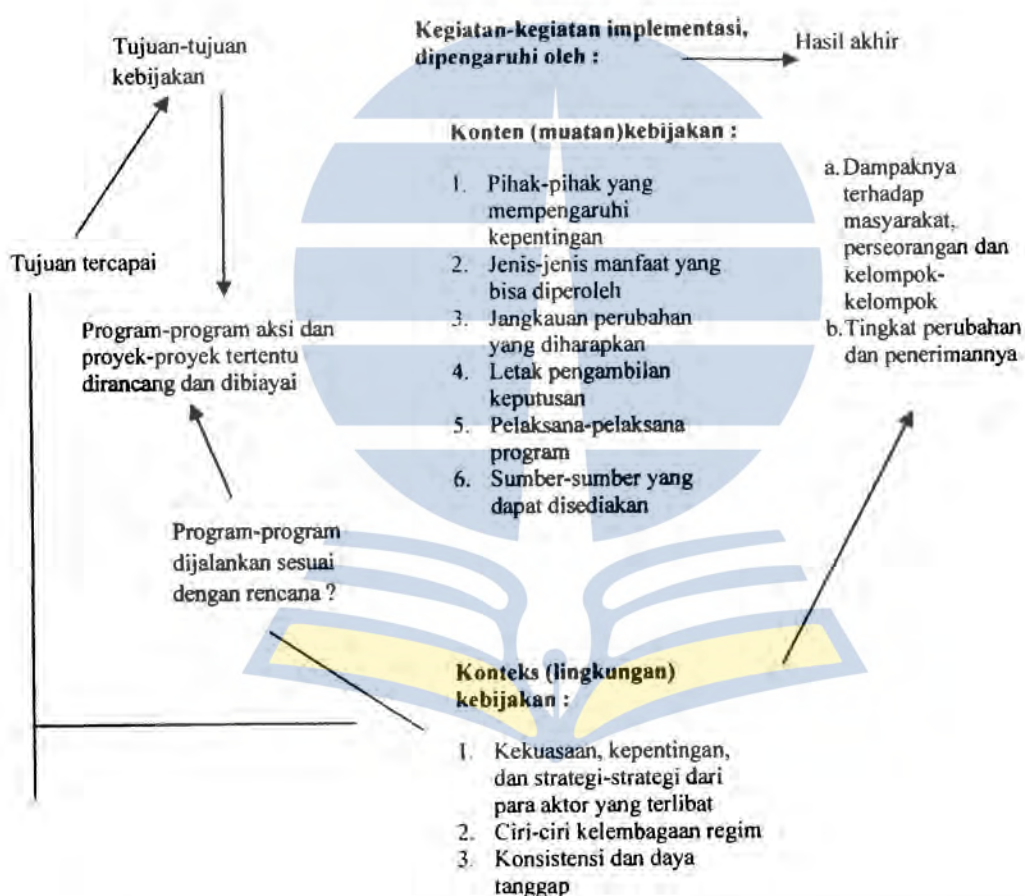 Tujuan-tujuan
kebijakan
Kegiatan-kegiatan implementasi,
dipengaruhi oleh :
Hasil akhir
Konten (muatan)kebijakan :
1. Pihak-pihak yang
mempengaruhi
kepentingan
2. Jenis-jenis manfaat yang
bisa diperoleh
3. Jangkauan perubahan
yang diharapkan
4. Letak pengambilan
keputusan
5. Pelaksana-pelaksana
program
6. Sumber-sumber yang
dapat disediakan
a. Dampaknya
terhadap
masyarakat,
perseorangan dan
kelompok-
kelompok
b. Tingkat perubahan
dan penerimannya
Tujuan tercapai
Program-program aksi dan
proyek-proyek tertentu
dirancang dan dibiayai
Program-program
dijalankan sesuai
dengan rencana ?
Konteks (lingkungan)
kebijakan :
1. Kekuasaan, kepentingan,
dan strategi-strategi dari
para aktor yang terlibat
2. Ciri-ciri kelembagaan regim
3. Konsistensi dan daya
tanggap